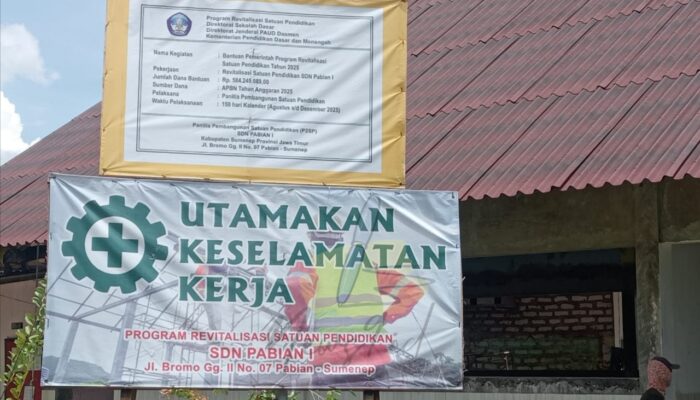 Program Revitalisasi Satuan Pendidikan
Direktorat Sekolah Dasar
Direktorat Jenderal PAUD Dasmen
Kementerian Pendidikan Dasar dan Menengah
Nama Kegiatan : Bantuan Pemerintah Program Revitalisasi
Satuan Pendidikan Tahun 2025
Pekerjaan : Revitalisasi Satuan Pendidikan SDN Pabian I
Jumlah Dana Bantuan : Rp. 584.249.689,00
Sumber Dana : APBN Tahun Anggaran 2025
Pelaksana : Panitia Pembangunan Satuan Pendidikan
Waktu Pelaksanaan : 150 hari Kalender (Agustus s/d Desember 2025)
Panitia Pembangunan Satuan Pendidikan (P2SP)
SDN PABIAN I
Kabupaten Sumenep Provinsi Jawa Timur
Jl. Bromo Gg. II No. 07 Pabian - Sumenep
UTAMAKAN
KESELAMATAN
KERJA
PROGRAM REVITALISASI SATUAN PENDIDIKAN
SDN PABIAN I
Jl. Bromo Gg. II No. 07 Pabian - Sumenep